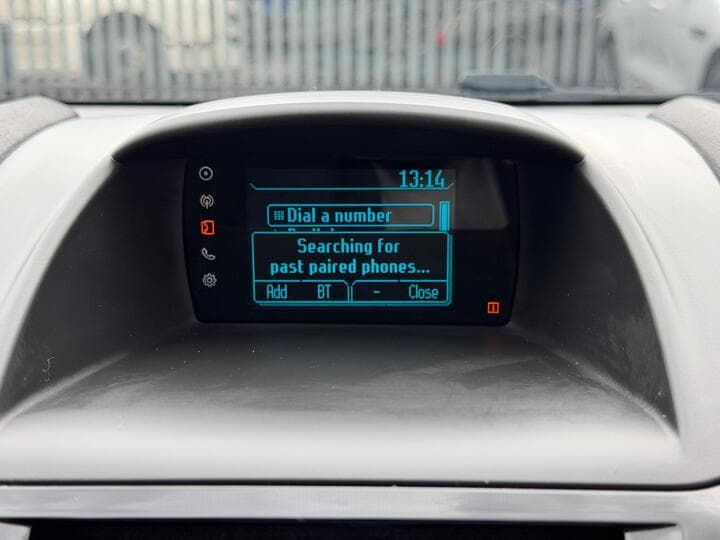 13:14
Dial a number
Searching for
past paired phones...
Add BT - Close